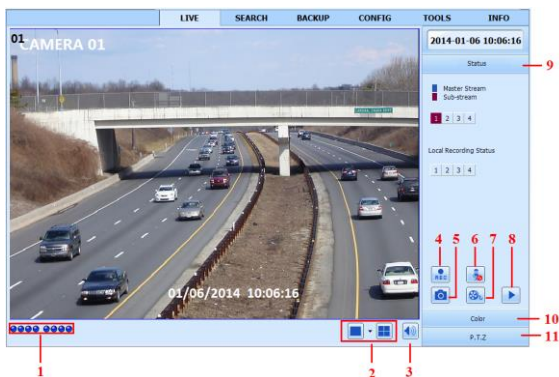 LIVE SEARCH BACKUP CONFIG TOOLS INFO
01
CAMERA 01
2014-01-06 10:06:16
Status
9
Master Stream
Sub-stream
1 2 3 4
Local Recording Status
1 2 3 4
4 5 6 7 8
REC
01/06/2014 10:06:16
Color
10
P.T.Z
11
1
2
3